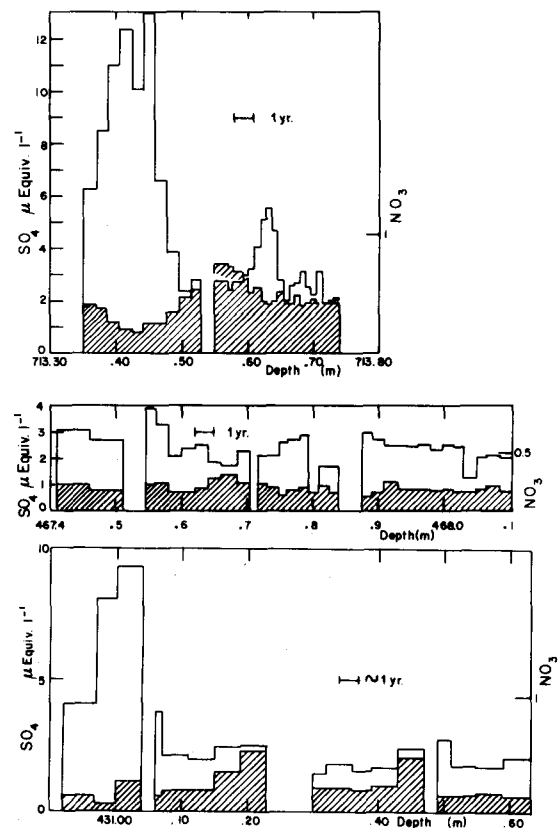 12
10
8
6
4
2
0
SO4 μ Equiv. l-1
1 yr.
NO3
713.30 .40 .50 .60 .70 713.80
Depth (m)
4
3
2
1
0
SO4 μ Equiv. l-1
1 yr.
0.5
NO3
467.4 .5 .6 .7 .8 .9 468.0 .1
Depth(m)
10
5
0
SO4 μ Equiv. l-1
~1 yr.
NO3
431.00 .10 .20 .40 .60
Depth (m)